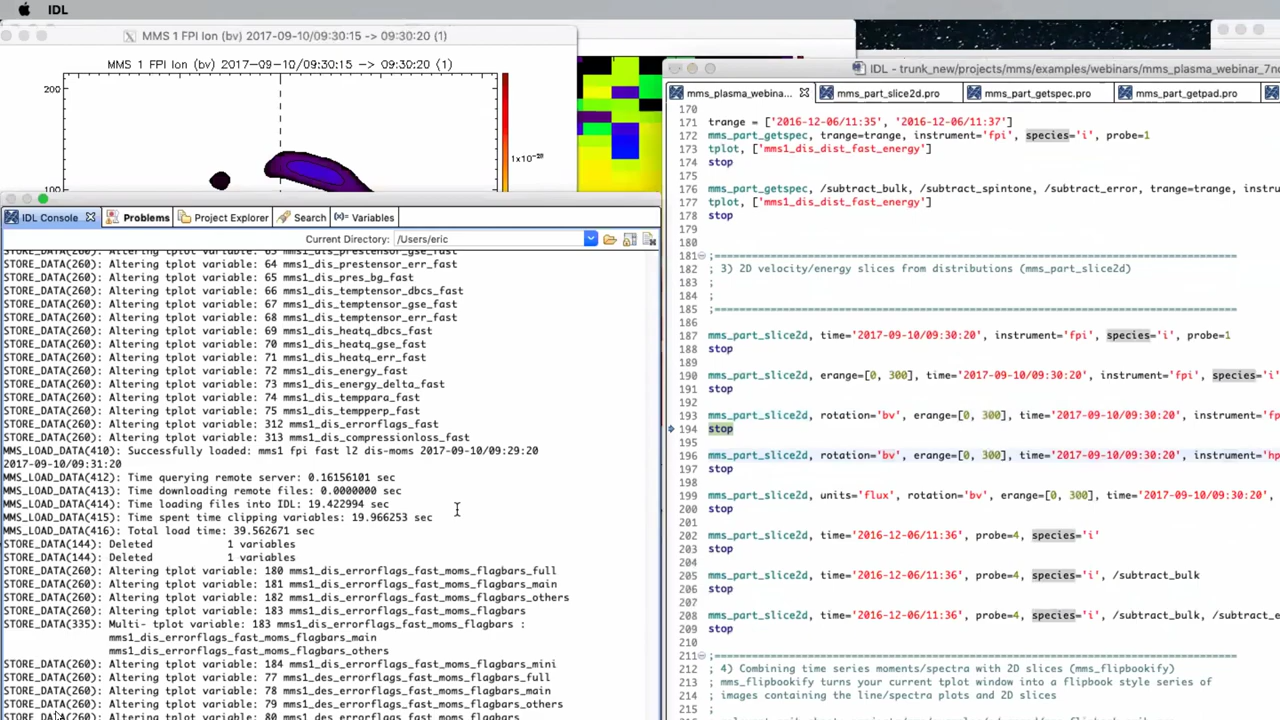 IDL
MMS 1 FPI Ion (bv) 2017-09-10/09:30:15 -> 09:30:20 (1)
MMS 1 FPI Ion (bv) 2017-09-10/09:30:15 -> 09:30:20 (1)
200
100
IDL Console
Problems
Project Explorer
Search
(x)= Variables
Current Directory: /Users/eric
STORE_DATA(260): Altering tplot variable: 63 mms1_dis_prestensor_gse_fast
STORE_DATA(260): Altering tplot variable: 64 mms1_dis_prestensor_err_fast
STORE_DATA(260): Altering tplot variable: 65 mms1_dis_pres_bg_fast
STORE_DATA(260): Altering tplot variable: 66 mms1_dis_temptensor_dbcs_fast
STORE_DATA(260): Altering tplot variable: 67 mms1_dis_temptensor_gse_fast
STORE_DATA(260): Altering tplot variable: 68 mms1_dis_temptensor_err_fast
STORE_DATA(260): Altering tplot variable: 69 mms1_dis_heatq_dbcs_fast
STORE_DATA(260): Altering tplot variable: 70 mms1_dis_heatq_gse_fast
STORE_DATA(260): Altering tplot variable: 71 mms1_dis_heatq_err_fast
STORE_DATA(260): Altering tplot variable: 72 mms1_dis_energy_fast
STORE_DATA(260): Altering tplot variable: 73 mms1_dis_energy_delta_fast
STORE_DATA(260): Altering tplot variable: 74 mms1_dis_temppara_fast
STORE_DATA(260): Altering tplot variable: 75 mms1_dis_tempperp_fast
STORE_DATA(260): Altering tplot variable: 312 mms1_dis_errorflags_fast
STORE_DATA(260): Altering tplot variable: 313 mms1_dis_compressionloss_fast
MMS_LOAD_DATA(410): Successfully loaded: mms1 fpi fast l2 dis-moms 2017-09-10/09:29:20
2017-09-10/09:31:20
MMS_LOAD_DATA(412): Time querying remote server: 0.16156101 sec
MMS_LOAD_DATA(413): Time downloading remote files: 0.0000000 sec
MMS_LOAD_DATA(414): Time loading files into IDL: 19.422994 sec
MMS_LOAD_DATA(415): Time spent time clipping variables: 19.966253 sec
MMS_LOAD_DATA(416): Total load time: 39.562671 sec
STORE_DATA(144): Deleted 1 variables
STORE_DATA(144): Deleted 1 variables
STORE_DATA(260): Altering tplot variable: 180 mms1_dis_errorflags_fast_moms_flagbars_full
STORE_DATA(260): Altering tplot variable: 181 mms1_dis_errorflags_fast_moms_flagbars_main
STORE_DATA(260): Altering tplot variable: 182 mms1_dis_errorflags_fast_moms_flagbars_others
STORE_DATA(260): Altering tplot variable: 183 mms1_dis_errorflags_fast_moms_flagbars
STORE_DATA(335): Multi- tplot variable: 183 mms1_dis_errorflags_fast_moms_flagbars :
mms1_dis_errorflags_fast_moms_flagbars_main
mms1_dis_errorflags_fast_moms_flagbars_others
STORE_DATA(260): Altering tplot variable: 184 mms1_dis_errorflags_fast_moms_flagbars_mini
STORE_DATA(260): Altering tplot variable: 77 mms1_des_errorflags_fast_moms_flagbars_full
STORE_DATA(260): Altering tplot variable: 78 mms1_des_errorflags_fast_moms_flagbars_main
STORE_DATA(260): Altering tplot variable: 79 mms1_des_errorflags_fast_moms_flagbars_others
STORE_DATA(260): Altering tplot variable: 80 mms1_des_errorflags_fast_moms_flagbars
IDL - trunk_new/projects/mms/examples/webinars/mms_plasma_webinar_7no
mms_plasma_webina...
mms_part_slice2d.pro
mms_part_getspec.pro
mms_part_getpad.pro
170
171 trange = ['2016-12-06/11:35', '2016-12-06/11:37']
172 mms_part_getspec, trange=trange, instrument='fpi', species='i', probe=1
173 tplot, ['mms1_dis_dist_fast_energy']
174 stop
175
176 mms_part_getspec, /subtract_bulk, /subtract_spintone, /subtract_error, trange=trange, instru
177 tplot, ['mms1_dis_dist_fast_energy']
178 stop
179
180
181 ;=====================================================================
182 ; 3) 2D velocity/energy slices from distributions (mms_part_slice2d)
183 ;
184 ;
185 ;=====================================================================
186
187 mms_part_slice2d, time='2017-09-10/09:30:20', instrument='fpi', species='i', probe=1
188 stop
189
190 mms_part_slice2d, erange=[0, 300], time='2017-09-10/09:30:20', instrument='fpi', species='i'
191 stop
192
193 mms_part_slice2d, rotation='bv', erange=[0, 300], time='2017-09-10/09:30:20', instrument='fp
194 stop
195
196 mms_part_slice2d, rotation='bv', erange=[0, 300], time='2017-09-10/09:30:20', instrument='hp
197 stop
198
199 mms_part_slice2d, units='flux', rotation='bv', erange=[0, 300], time='2017-09-10/09:30:20'
200 stop
201
202 mms_part_slice2d, time='2016-12-06/11:36', probe=4, species='i'
203 stop
204
205 mms_part_slice2d, time='2016-12-06/11:36', probe=4, species='i', /subtract_bulk
206 stop
207
208 mms_part_slice2d, time='2016-12-06/11:36', probe=4, species='i', /subtract_bulk, /subtract_e
209 stop
210
211 ;=====================================================================
212 ; 4) Combining time series moments/spectra with 2D slices (mms_flipbookify)
213 ; mms_flipbookify turns your current tplot window into a flipbook style series of
214 ; images containing the line/spectra plots and 2D slices
215 ;